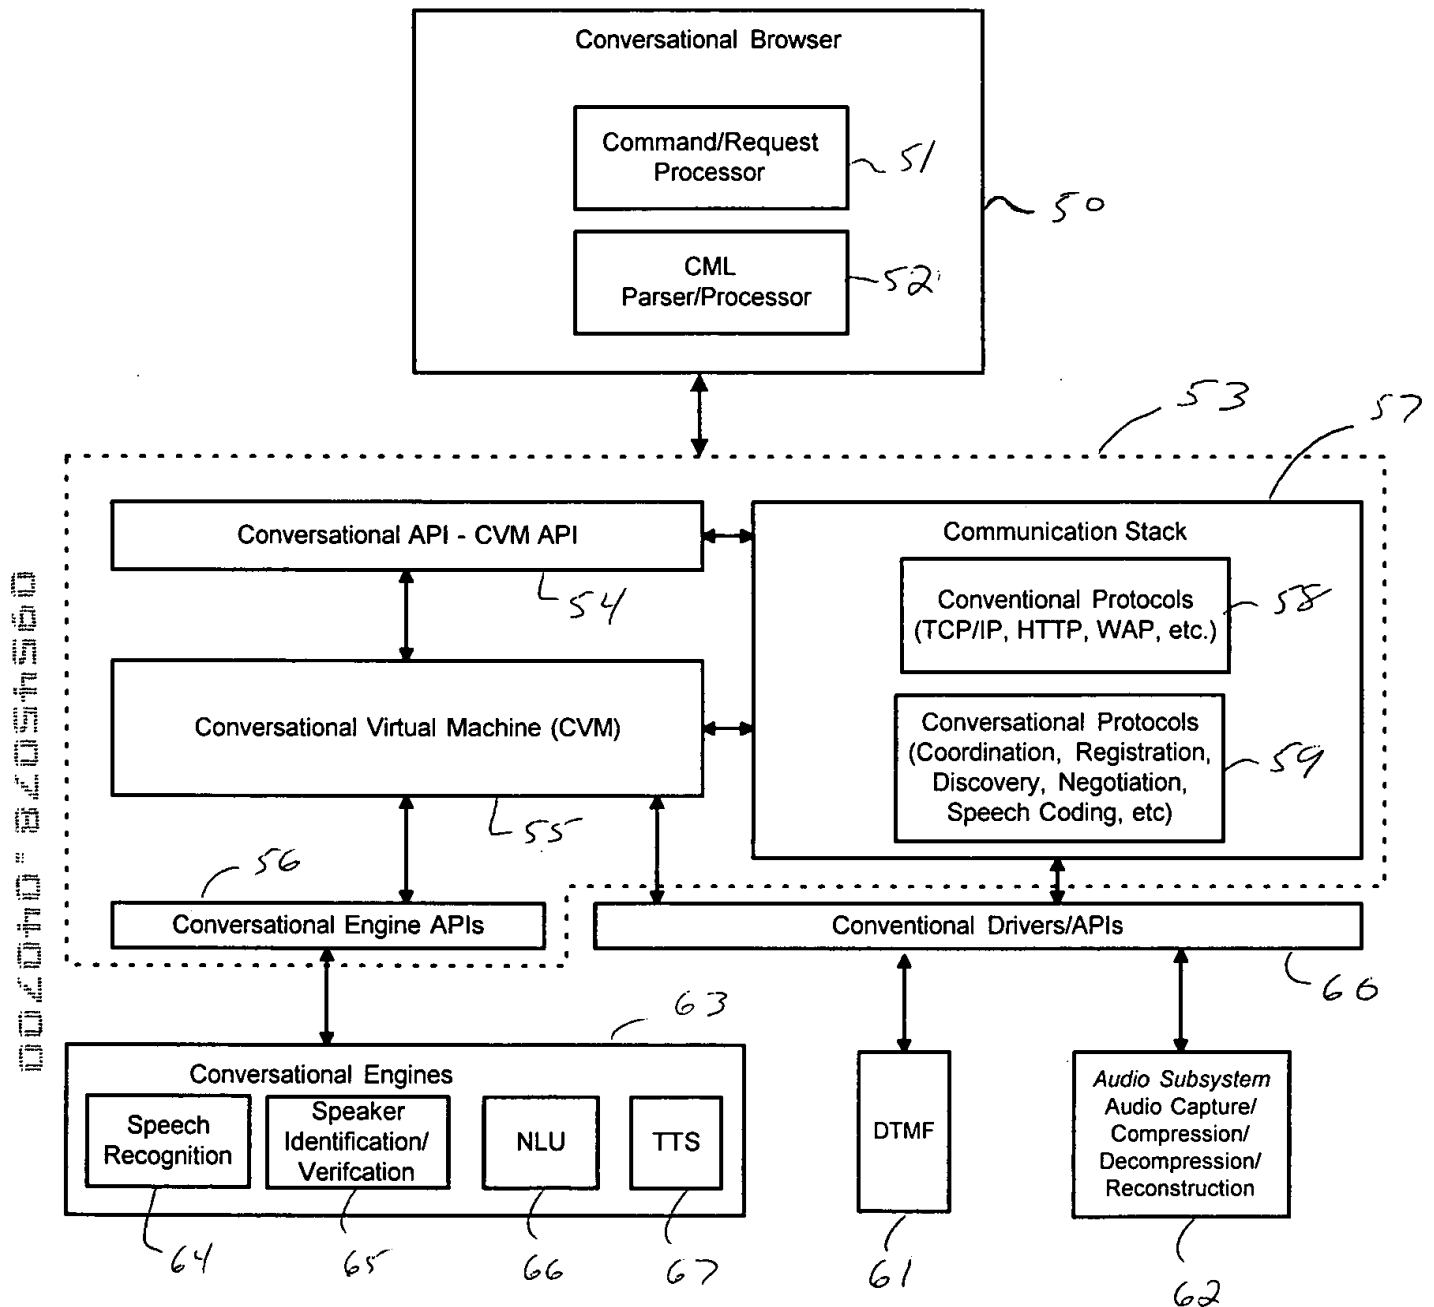 Conversational Browser
Command/Request
Processor
51
50
CML
Parser/Processor
52
53
57
Conversational API - CVM API
54
Communication Stack
Conventional Protocols
(TCP/IP, HTTP, WAP, etc.)
58
Conversational Virtual Machine (CVM)
55
Conversational Protocols
(Coordination, Registration,
Discovery, Negotiation,
Speech Coding, etc)
59
56
Conversational Engine APIs
Conventional Drivers/APIs
60
63
Conversational Engines
Speech
Recognition
64
Speaker
Identification/
Verifcation
65
NLU
66
TTS
67
DTMF
61
Audio Subsystem
Audio Capture/
Compression/
Decompression/
Reconstruction
62